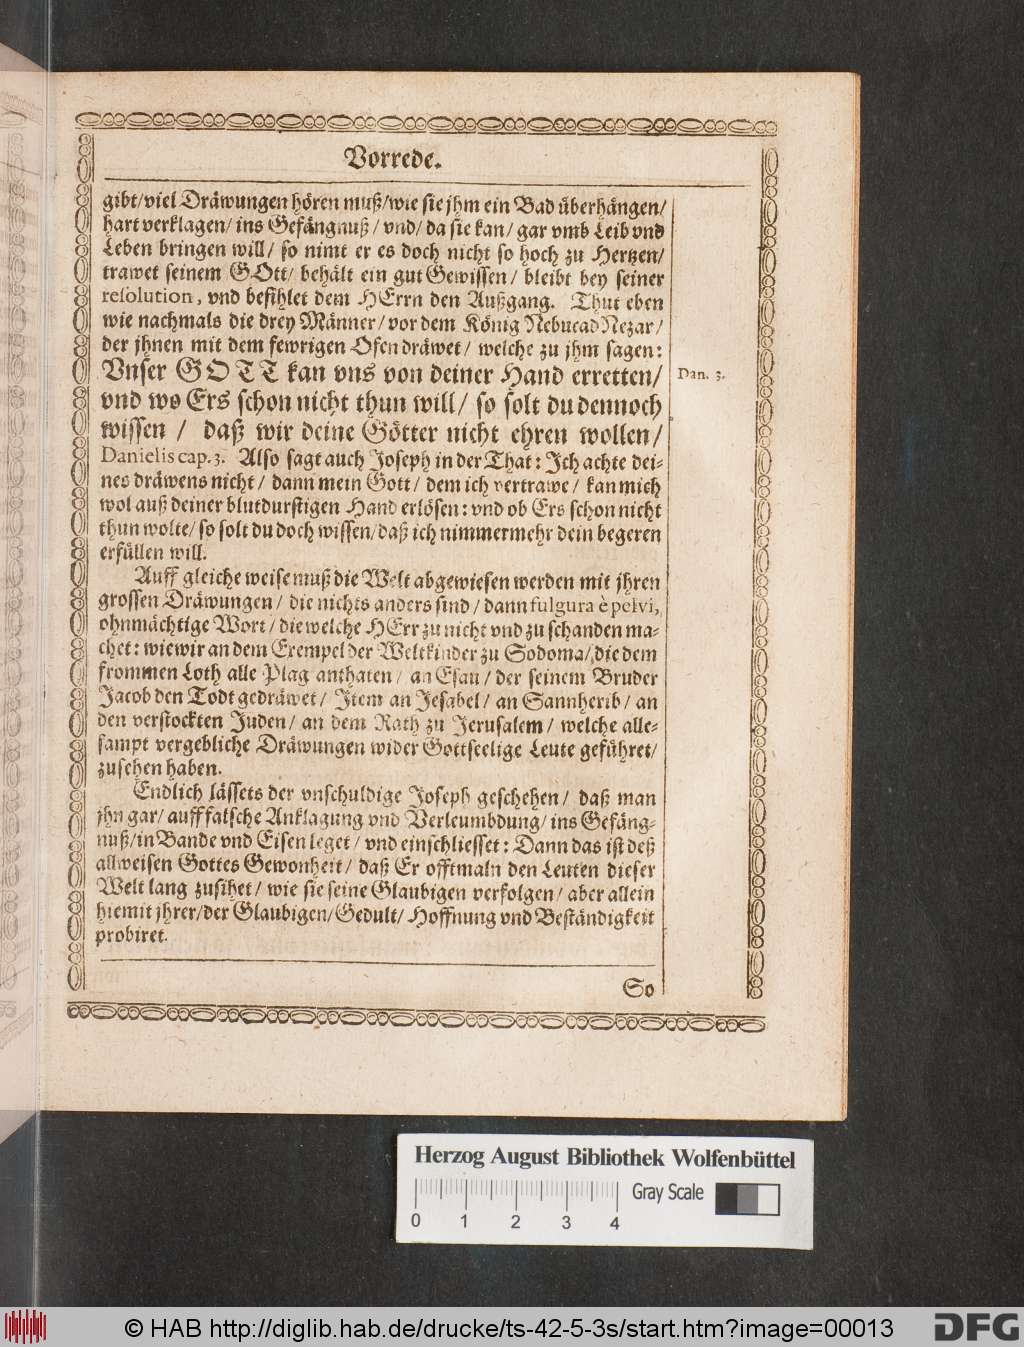 Vorrede.
gibt/ viel Dräwungen hören muß/ wie sie jhm ein Bad überhängen/
hart verklagen/ ins Gefängnuß/ vnd/ da sie kan/ gar vmb Leib vnd
Leben bringen will/ so nimt er es doch nicht so hoch zu Hertzen/
trawet seinem GOtt/ behält ein gut Gewissen/ bleibt bey seiner
resolution, vnd befihlet dem HErrn den Außgang. Thut eben
wie nachmals die drey Männer/ vor dem König NebucadNezar/
der jhnen mit dem fewrigen Ofen dräwet/ welche zu jhm sagen:
Vnser GOTT kan vns von deiner Hand erretten/
vnd wo Ers schon nicht thun will/ so solt du dennoch
wissen / daß wir deine Götter nicht ehren wollen/
Danielis cap. 3. Also sagt auch Joseph in der That: Ich achte dei-
nes dräwens nicht/ dann mein Gott/ dem ich vertrawe/ kan mich
wol auß deiner blutdurstigen Hand erlösen: vnd ob Ers schon nicht
thun wolte/ so solt du doch wissen/ daß ich nimmermehr dein begeren
erfüllen will.
Dan. 3.
Auff gleiche weise muß die Welt abgewiesen werden mit jhren
grossen Dräwungen/ die nichts anders sind/ dann fulgura è pelvi,
ohnmächtige Wort/ die welche HErr zu nicht vnd zu schanden ma-
chet: wie wir an dem Exempel der Weltkinder zu Sodoma/ die dem
frommen Loth alle Plag anthaten/ an Esau/ der seinem Bruder
Jacob den Todt gedräwet/ Item an Jesabel/ an Sannherib/ an
den verstockten Juden/ an dem Rath zu Jerusalem/ welche alle-
sampt vergebliche Dräwungen wider Gottseelige Leute geführet/
zusehen haben.
Endlich lässets der vnschuldige Joseph geschehen/ daß man
jhn gar/ auff falsche Anklagung vnd Verleumbdung/ ins Gefäng-
nuß/ in Bande vnd Eisen leget/ vnd einschliesset: Dann das ist deß
allweisen Gottes Gewonheit/ daß Er offtmaln den Leuten dieser
Welt lang zusihet/ wie sie seine Glaubigen verfolgen/ aber allein
hiemit jhrer/ der Glaubigen/ Gedult/ Hoffnung vnd Beständigkeit
probiret.
So
Herzog August Bibliothek Wolfenbüttel
Gray Scale
0 1 2 3 4
© HAB http://diglib.hab.de/drucke/ts-42-5-3s/start.htm?image=00013
DFG